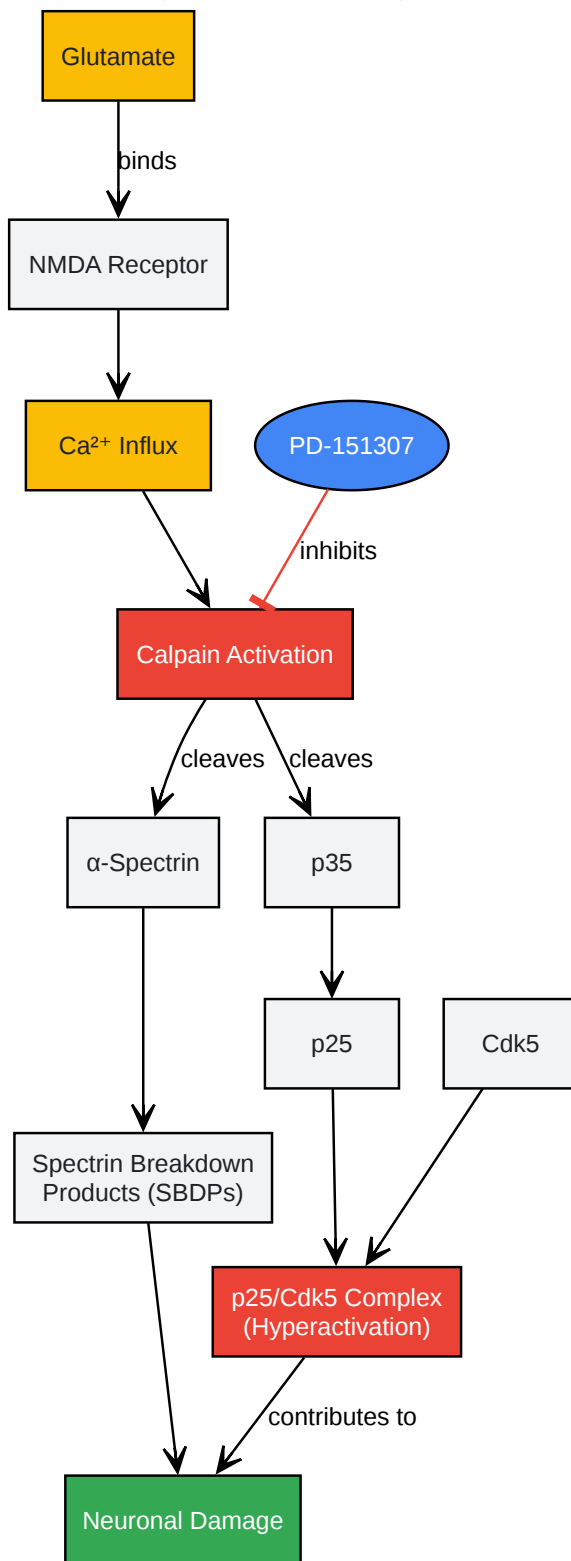 Glutamate
binds
NMDA Receptor
Ca²⁺ Influx
PD-151307
inhibits
Calpain Activation
cleaves
cleaves
α-Spectrin
p35
p25
Cdk5
Spectrin Breakdown
Products (SBDPs)
p25/Cdk5 Complex
(Hyperactivation)
contributes to
Neuronal Damage